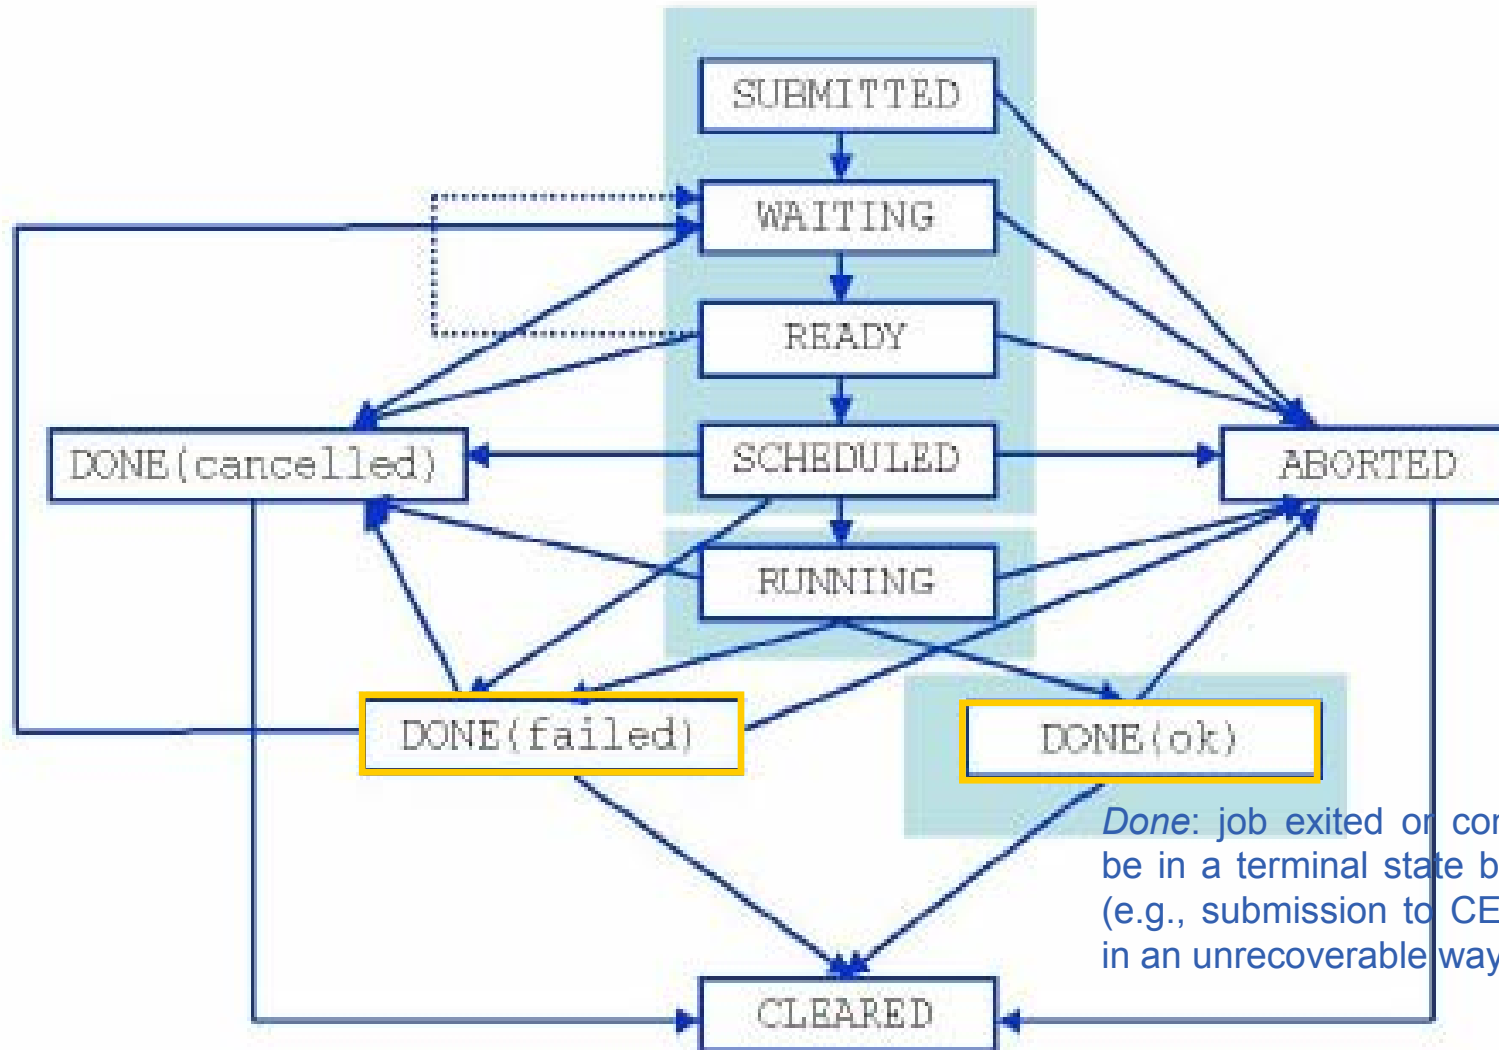 SUBMITTED
WAITING
READY
DONE(cancelled)
SCHEDULED
ABORTED
RUNNING
DONE(failed)
DONE(ok)
Done: job exited or
be in a terminal state
(e.g., submission to CE
in an unrecoverable way
CLEARED